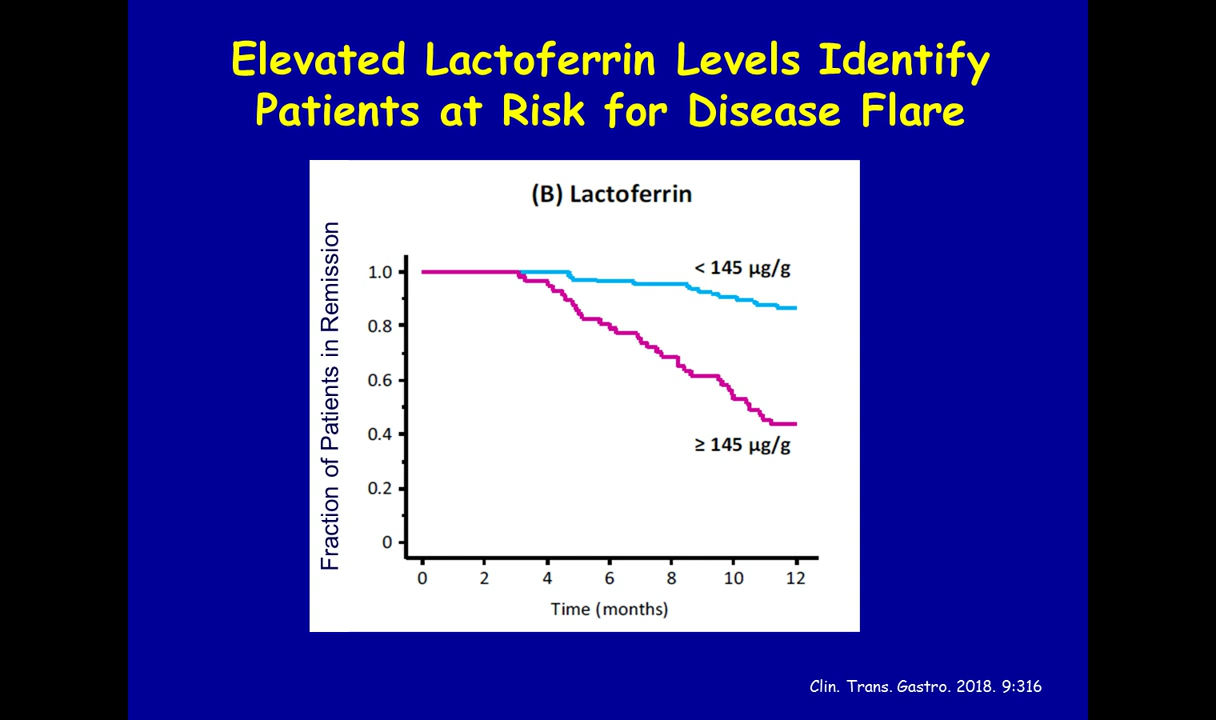 Elevated Lactoferrin Levels Identify
Patients at Risk for Disease Flare
(B) Lactoferrin
Fraction of Patients in Remission
1.0
0.8
0.6
0.4
0.2
0
< 145 µg/g
≥ 145 µg/g
0 2 4 6 8 10 12
Time (months)
Clin. Trans. Gastro. 2018. 9:316